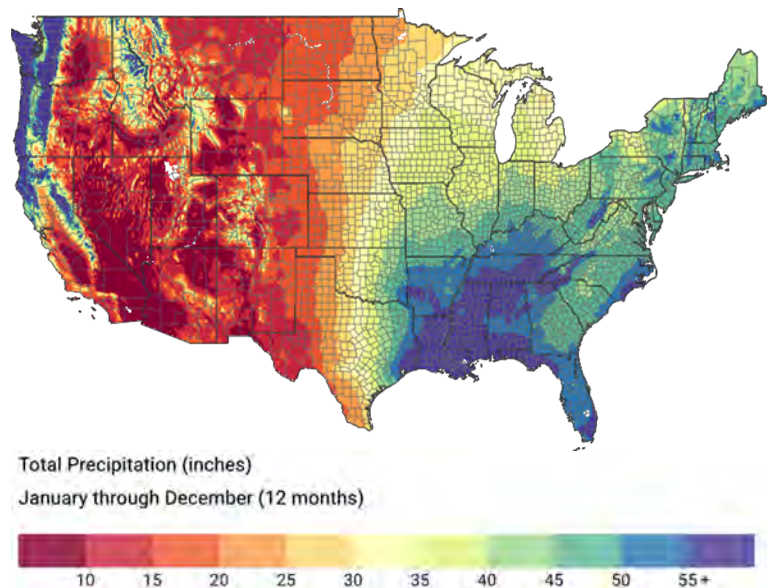 Total Precipitation (inches)
January through December (12 months)
10 15 20 25 30 35 40 45 50 55+